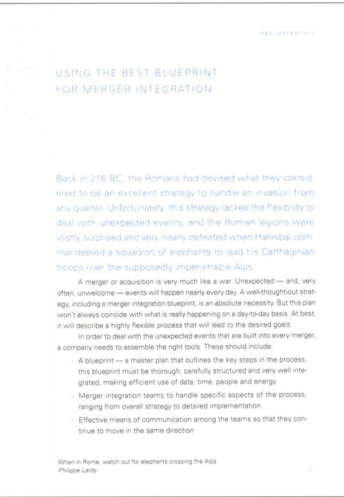 USING THE BEST BLUEPRINT
FOR MERGER INTEGRATION
Back in 216 BC, the Romans had devised what they consid-
ered to be an excellent strategy to handle an invasion from
any quarter. Unfortunately, this strategy lacked the flexibility to
deal with unexpected events, and the Roman legions were
vastly surprised and very nearly defeated when Hannibal com-
mandeered a squadron of elephants to lead his Carthaginian
troops over the supposedly impenetrable Alps.
A merger or acquisition is very much like a war. Unexpected — and, very
often, unwelcome — events will happen nearly every day. A well-thought-out strat-
egy, including a merger integration blueprint, is an absolute necessity. But this plan
won't always coincide with what is really happening on a day-to-day basis. At best,
it will describe a highly flexible process that will lead to the desired goals.
In order to deal with the unexpected events that are built into every merger,
a company needs to assemble the right tools. These should include:
· A blueprint — a master plan that outlines the key steps in the process;
this blueprint must be thorough, carefully structured and very well inte-
grated, making efficient use of data, time, people and energy
· Merger integration teams to handle specific aspects of the process,
ranging from overall strategy to detailed implementation
· Effective means of communication among the teams so that they con-
tinue to move in the same direction
When in Rome, watch out for elephants crossing the Alps
Philippe Lardy